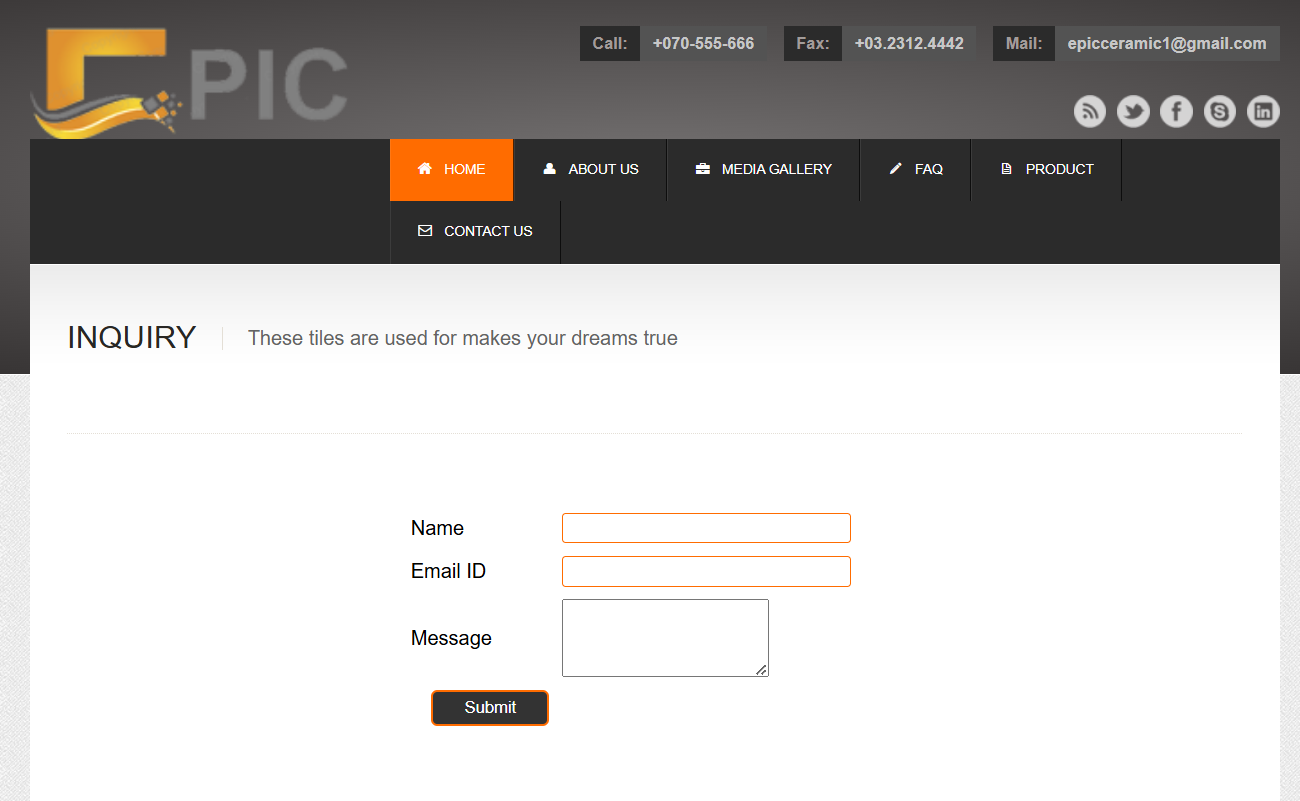 Call: +070-555-666 Fax: +03.2312.4442 Mail: epicceramic1@gmail.com
PIC
HOME ABOUT US MEDIA GALLERY FAQ PRODUCT
CONTACT US
INQUIRY These tiles are used for makes your dreams true
Name
Email ID
Message
Submit